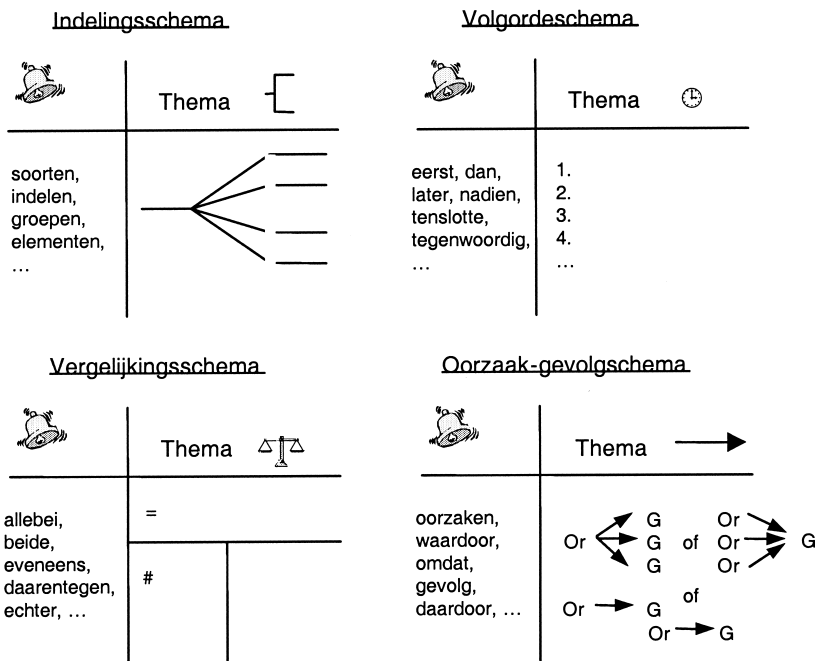 Indelingsschema
Thema
soorten,
indelen,
groepen,
elementen,
...
Volgordeschema
Thema
eerst, dan,
later, nadien,
tenslotte,
tegenwoordig,
...
1.
2.
3.
4.
...
Vergelijkingsschema
Thema
allebei,
beide,
eveneens,
daarentegen,
echter, ...
=
#
Oorzaak-gevolgschema
Thema
oorzaken,
waardoor,
omdat,
gevolg,
daardoor, ...
G Or
Or G of Or G
G Or
of
Or G
Or G